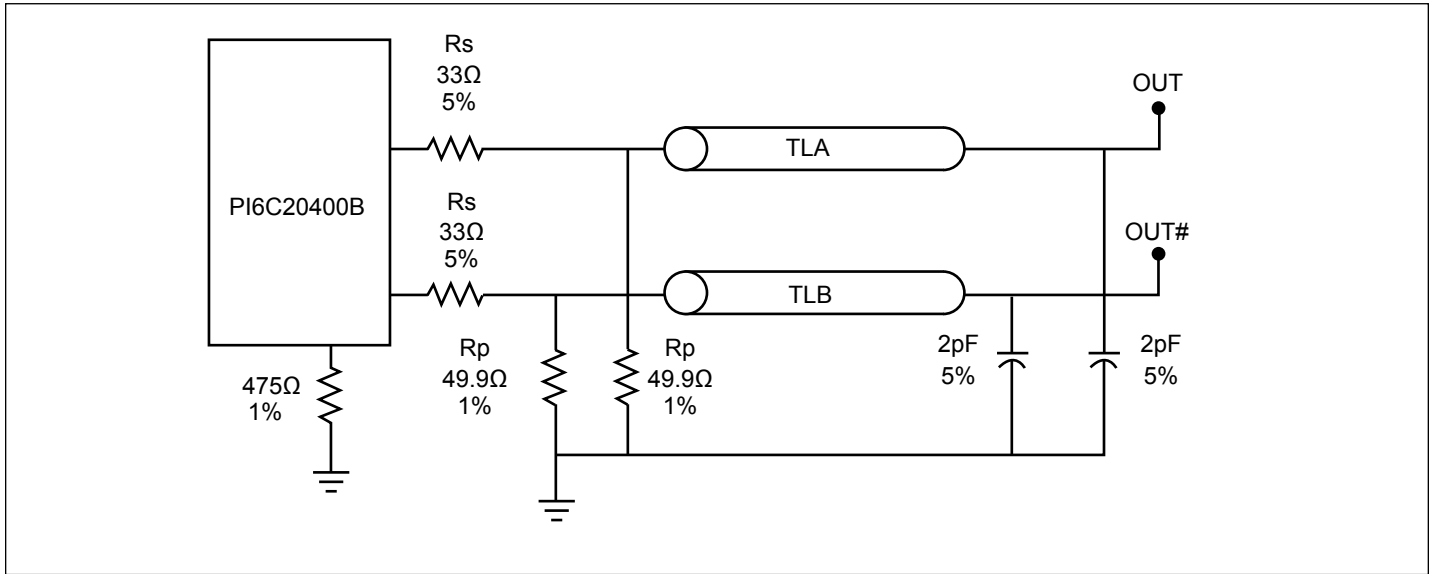 Rs
33Ω
5%
OUT
TLA
PI6C20400B
Rs
33Ω
5%
OUT#
TLB
475Ω
1%
Rp
49.9Ω
1%
Rp
49.9Ω
1%
2pF
5%
2pF
5%